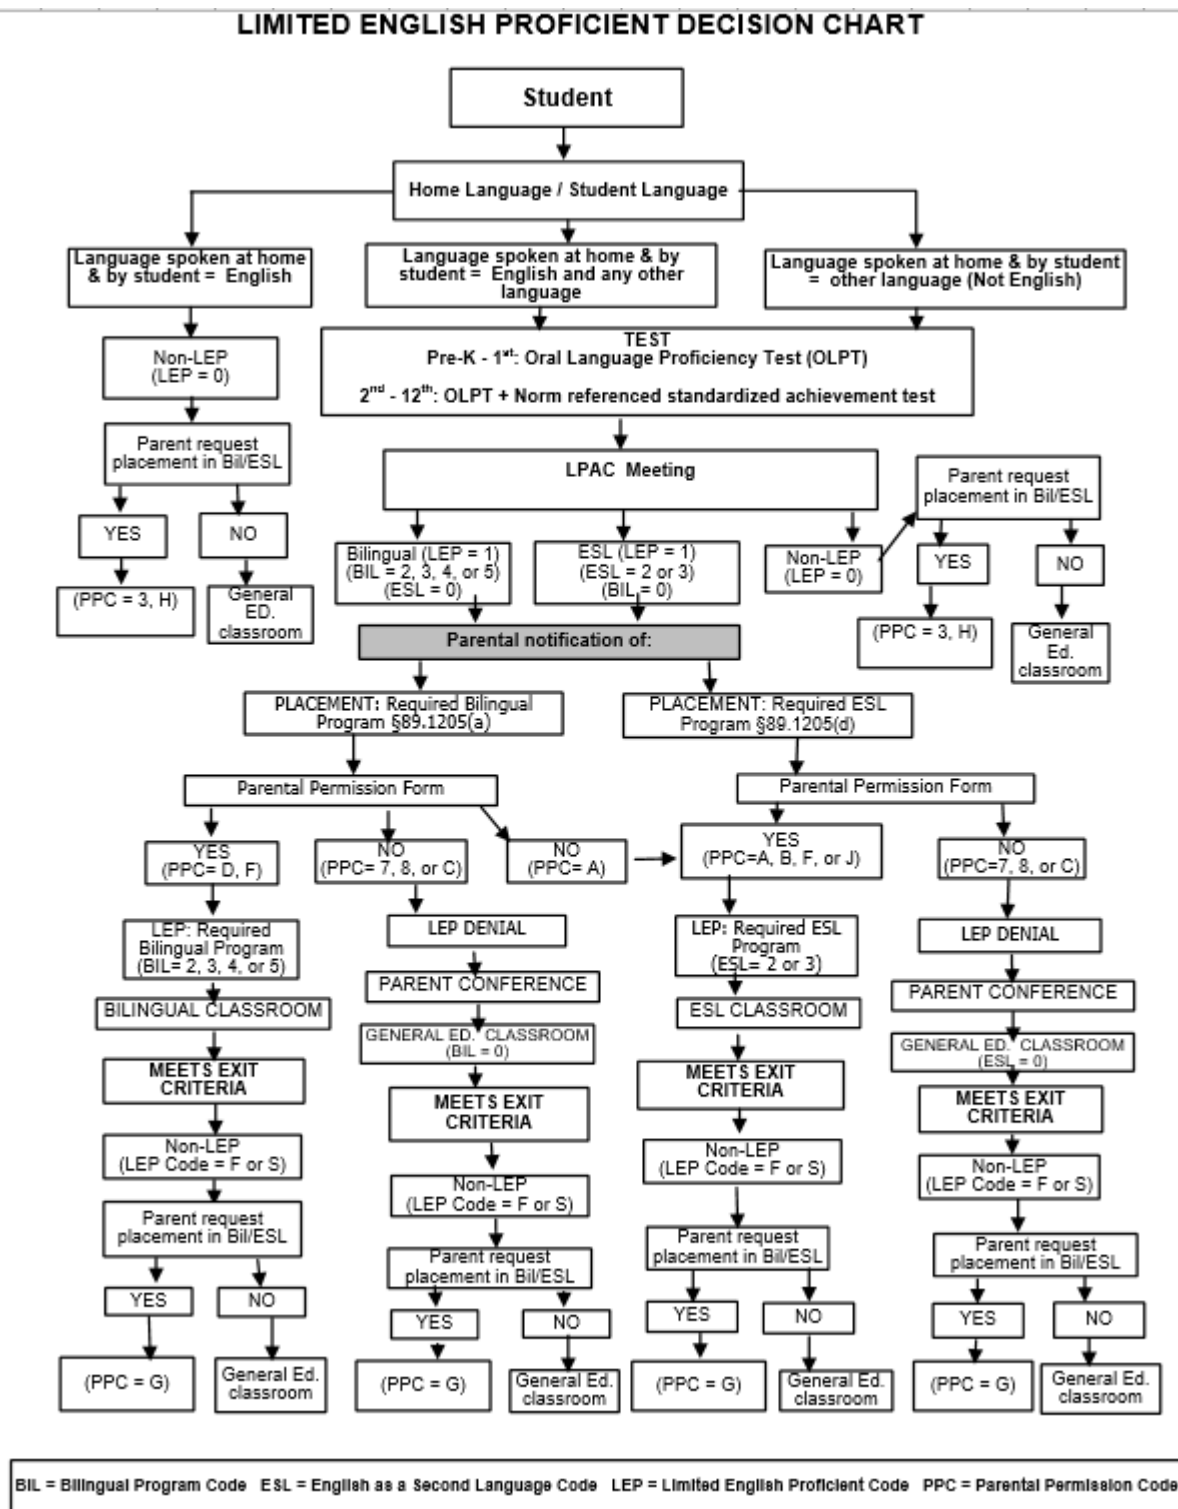 LIMITED ENGLISH PROFICIENT DECISION CHART
Student
Home Language / Student Language
Language spoken at home
& by student = English
Language spoken at home & by
student = English and any other
language
Language spoken at home & by student
= other language (Not English)
Non-LEP
(LEP = 0)
TEST
Pre-K - 1st: Oral Language Proficiency Test (OLPT)
2nd - 12th: OLPT + Norm referenced standardized achievement test
Parent request
placement in Bil/ESL
YES
NO
(PPC = 3, H)
General
ED.
classroom
LPAC Meeting
Bilingual (LEP = 1)
(BIL = 2, 3, 4, or 5)
(ESL = 0)
ESL (LEP = 1)
(ESL = 2 or 3)
(BIL = 0)
Non-LEP
(LEP = 0)
Parent request
placement in Bil/ESL
YES
NO
(PPC = 3, H)
General
Ed.
classroom
Parental notification of:
PLACEMENT: Required Bilingual
Program §89.1205(a)
PLACEMENT: Required ESL
Program §89.1205(d)
Parental Permission Form
Parental Permission Form
YES
(PPC= D, F)
NO
(PPC= 7, 8, or C)
NO
(PPC= A)
YES
(PPC=A, B, F, or J)
NO
(PPC=7, 8, or C)
LEP: Required
Bilingual Program
(BIL= 2, 3, 4, or 5)
BILINGUAL CLASSROOM
MEETS EXIT
CRITERIA
Non-LEP
(LEP Code = F or S)
Parent request
placement in Bil/ESL
YES
NO
(PPC = G)
General Ed.
classroom
LEP DENIAL
PARENT CONFERENCE
GENERAL ED. CLASSROOM
(BIL = 0)
MEETS EXIT
CRITERIA
Non-LEP
(LEP Code = F or S)
Parent request
placement in Bil/ESL
YES
NO
(PPC = G)
General Ed.
classroom
LEP: Required ESL
Program
(ESL= 2 or 3)
ESL CLASSROOM
MEETS EXIT
CRITERIA
Non-LEP
(LEP Code = F or S)
Parent request
placement in Bil/ESL
YES
NO
(PPC = G)
General Ed.
classroom
LEP DENIAL
PARENT CONFERENCE
GENERAL ED. CLASSROOM
(ESL = 0)
MEETS EXIT
CRITERIA
Non-LEP
(LEP Code = F or S)
Parent request
placement in Bil/ESL
YES
NO
(PPC = G)
General Ed.
classroom
BIL = Bilingual Program Code ESL = English as a Second Language Code LEP = Limited English Proficient Code PPC = Parental Permission Code